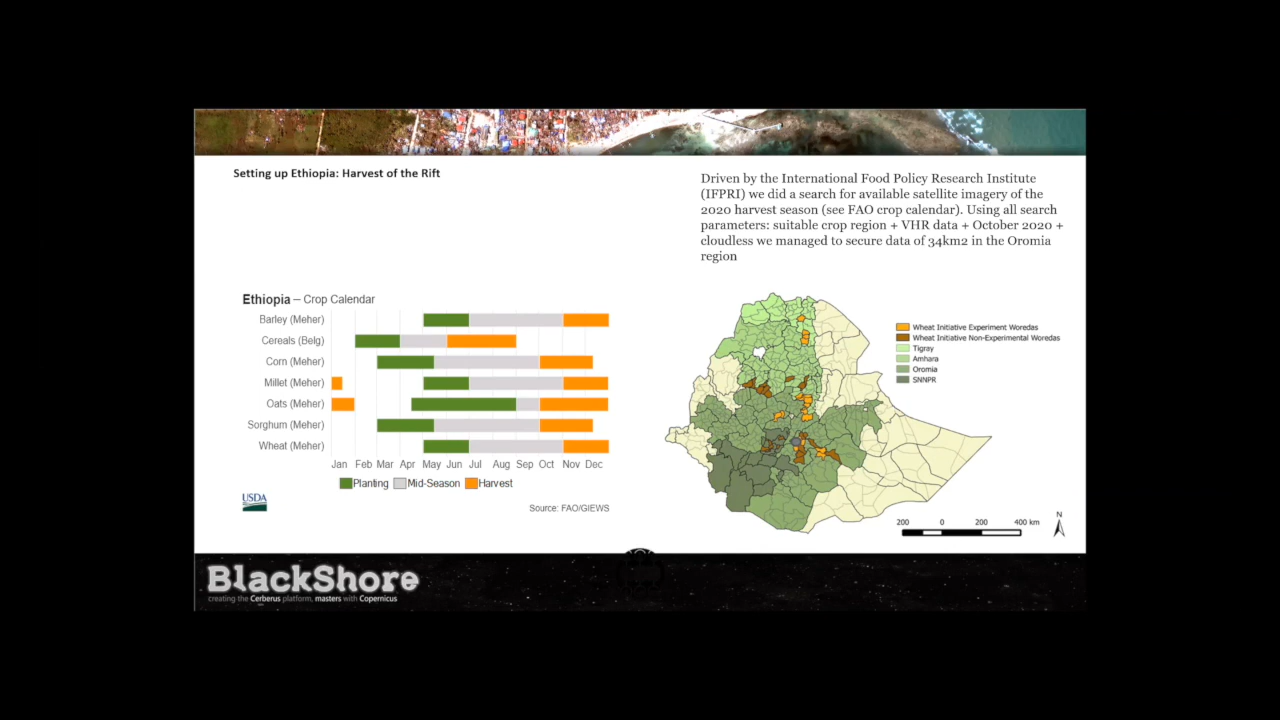 Setting up Ethiopia: Harvest of the Rift
Driven by the International Food Policy Research Institute
(IFPRI) we did a search for available satellite imagery of the
2020 harvest season (see FAO crop calendar). Using all search
parameters: suitable crop region + VHR data + October 2020 +
cloudless we managed to secure data of 34km2 in the Oromia
region
Ethiopia – Crop Calendar
Barley (Meher)
Cereals (Belg)
Corn (Meher)
Millet (Meher)
Oats (Meher)
Sorghum (Meher)
Wheat (Meher)
Jan Feb Mar Apr May Jun Jul Aug Sep Oct Nov Dec
Planting Mid-Season Harvest
USDA
Source: FAO/GIEWS
Wheat Initiative Experiment Woredas
Wheat Initiative Non-Experimental Woredas
Tigray
Amhara
Oromia
SNNPR
200 0 200 400 km
N
BlackShore
creating the Cerberus platform, masters with Copernicus